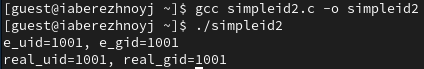 [guest@iaberezhnoyj ~]$ gcc simpleid2.c -o simpleid2
[guest@iaberezhnoyj ~]$ ./simpleid2
e_uid=1001, e_gid=1001
real_uid=1001, real_gid=1001